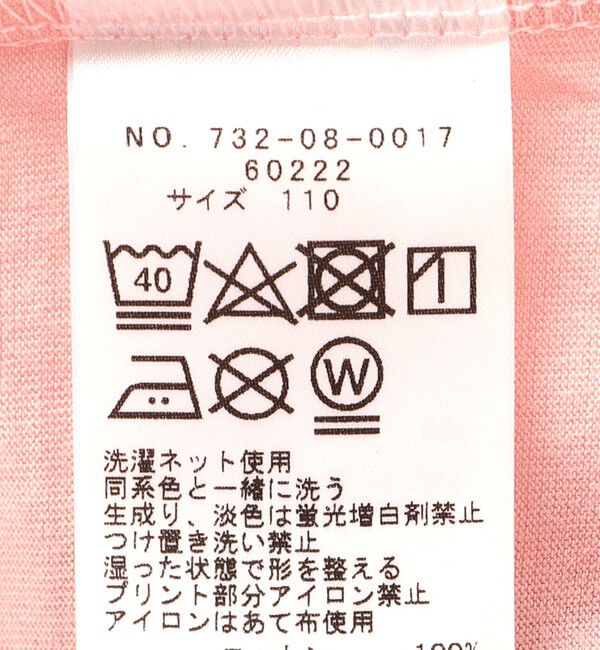 NO. 732-08-0017
60222
サイズ 110
40
W
洗濯ネット使用
同系色と一緒に洗う
生成り、淡色は蛍光増白剤禁止
つけ置き洗い禁止
湿った状態で形を整える
プリント部分アイロン禁止
アイロンはあて布使用
100%